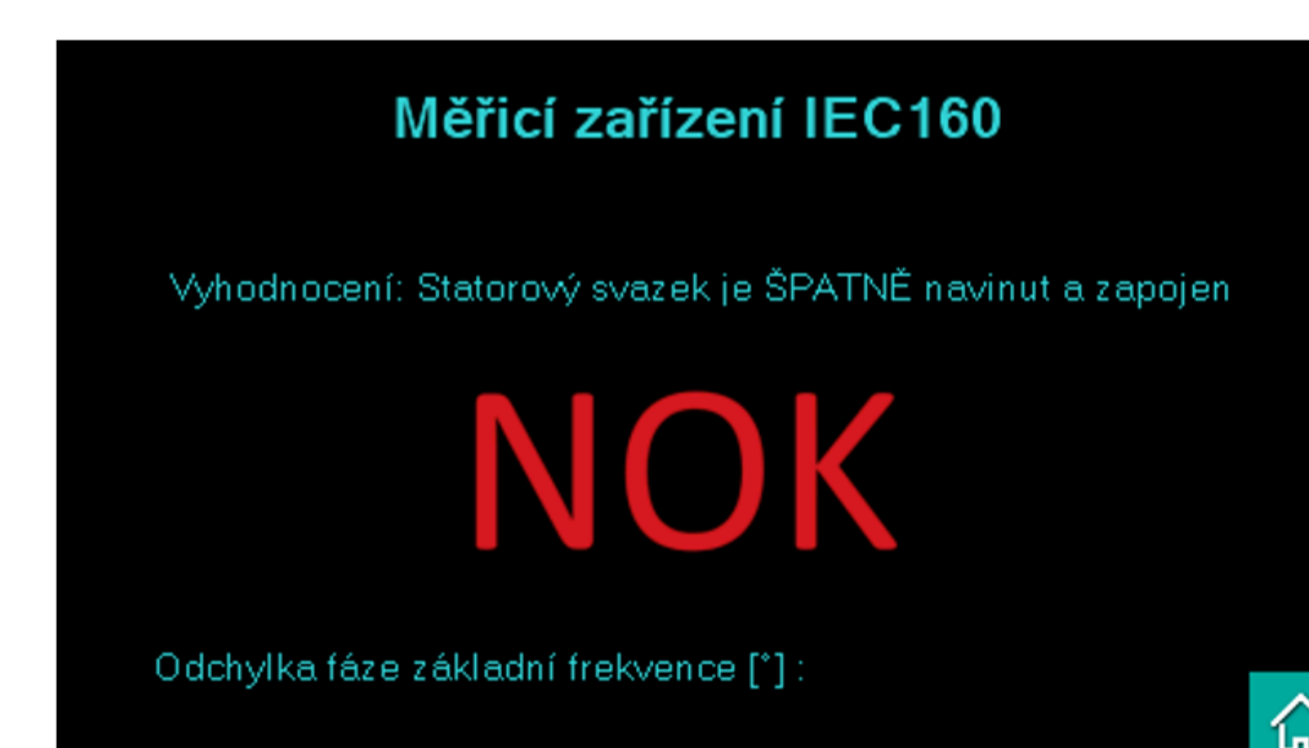 Měřicí zařízení IEC160
Vyhodnocení: Statorový svazek je ŠPATNĚ navinut a zapojen
NOK
Odchylka fáze základní frekvence [°] :